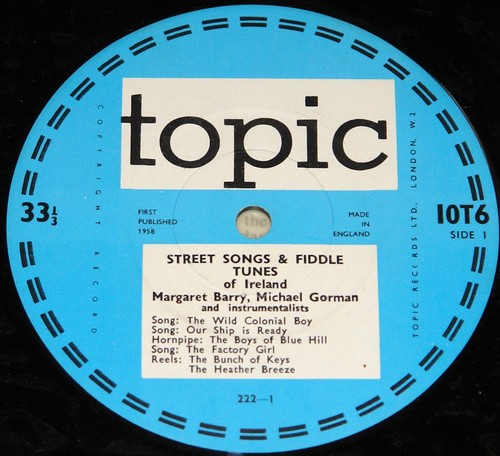 topic
33⅓
10T6
SIDE 1
FIRST
PUBLISHED
1958
MADE
IN
ENGLAND
STREET SONGS & FIDDLE
TUNES
of Ireland
Margaret Barry, Michael Gorman
and instrumentalists
Song: The Wild Colonial Boy
Song: Our Ship is Ready
Hornpipe: The Boys of Blue Hill
Song: The Factory Girl
Reels: The Bunch of Keys
The Heather Breeze
222—1
COPYRIGHT RECORD
TOPIC RECORDS LTD., LONDON, W.2
the